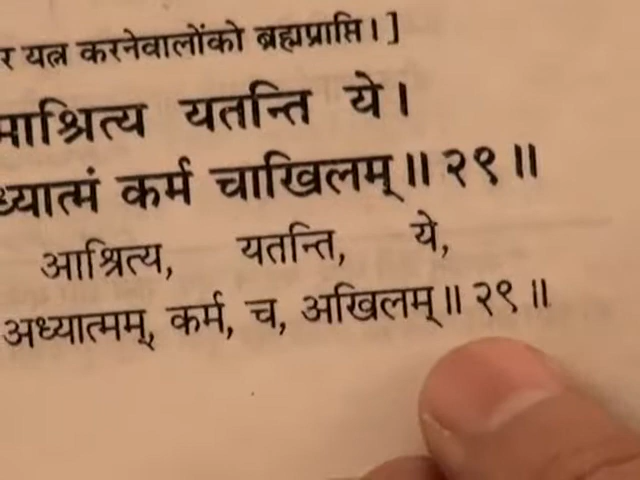 र यत्न करनेवालोंको ब्रह्मप्राप्ति। ]
माश्रित्य यतन्ति ये।
ध्यात्मं कर्म चाखिलम्॥ २९ ॥
आश्रित्य, यतन्ति, ये,
अध्यात्मम्, कर्म, च, अखिलम्॥ २९ ॥